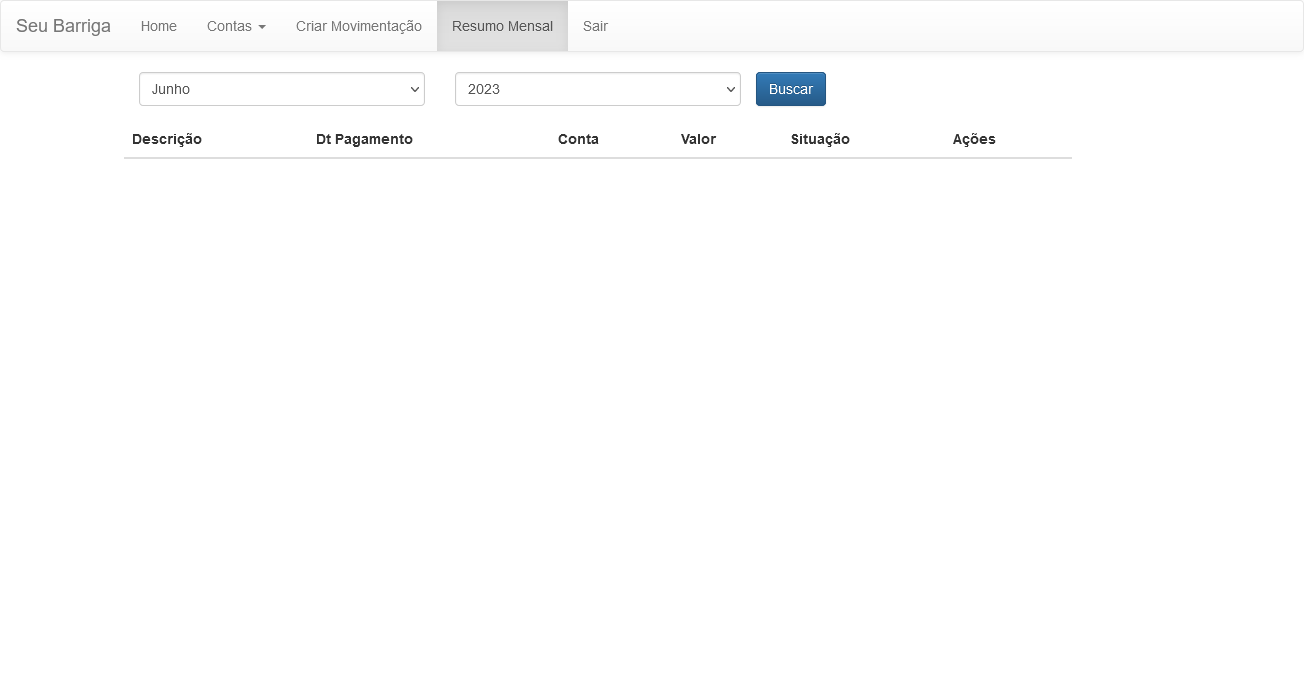 Seu Barriga Home Contas Criar Movimentação Resumo Mensal Sair
Junho 2023 Buscar
Descrição Dt Pagamento Conta Valor Situação Ações